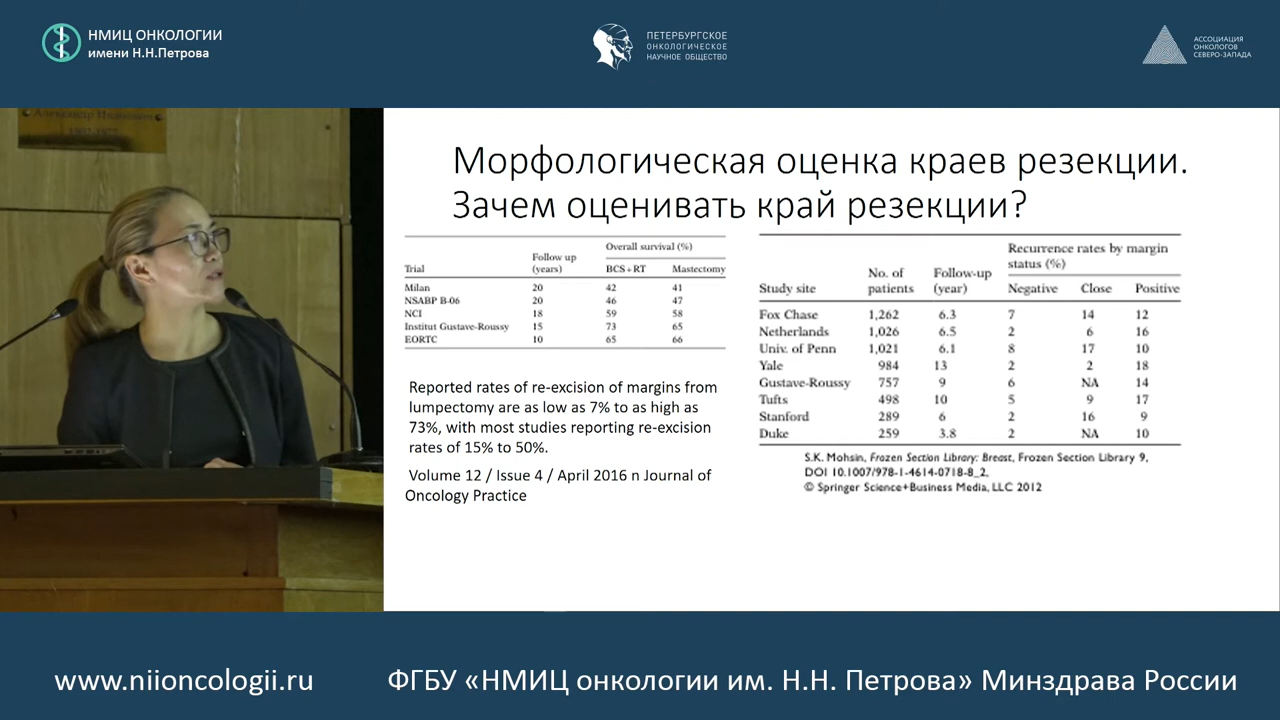 НМИЦ ОНКОЛОГИИ
имени Н.Н.Петрова
ПЕТЕРБУРГСКОЕ
ОНКОЛОГИЧЕСКОЕ
НАУЧНОЕ ОБЩЕСТВО
АССОЦИАЦИЯ
ОНКОЛОГОВ
СЕВЕРО-ЗАПАДА
Александр Иванович
Морфологическая оценка краев резекции.
Зачем оценивать край резекции?
Overall survival (%)
Trial Follow up (years) BCS+RT Mastectomy
Milan 20 42 41
NSABP B-06 20 46 47
NCI 18 59 58
Institut Gustave-Roussy 15 73 65
EORTC 10 65 66
Reported rates of re-excision of margins from
lumpectomy are as low as 7% to as high as
73%, with most studies reporting re-excision
rates of 15% to 50%.
Volume 12 / Issue 4 / April 2016 n Journal of
Oncology Practice
Recurrence rates by margin
status (%)
Study site No. of patients Follow-up (year) Negative Close Positive
Fox Chase 1,262 6.3 7 14 12
Netherlands 1,026 6.5 2 6 16
Univ. of Penn 1,021 6.1 8 17 10
Yale 984 13 2 2 18
Gustave-Roussy 757 9 6 NA 14
Tufts 498 10 5 9 17
Stanford 289 6 2 16 9
Duke 259 3.8 2 NA 10
S.K. Mohsin, Frozen Section Library: Breast, Frozen Section Library 9,
DOI 10.1007/978-1-4614-0718-8_2,
© Springer Science+Business Media, LLC 2012
www.niioncologii.ru
ФГБУ «НМИЦ онкологии им. Н.Н. Петрова» Минздрава России